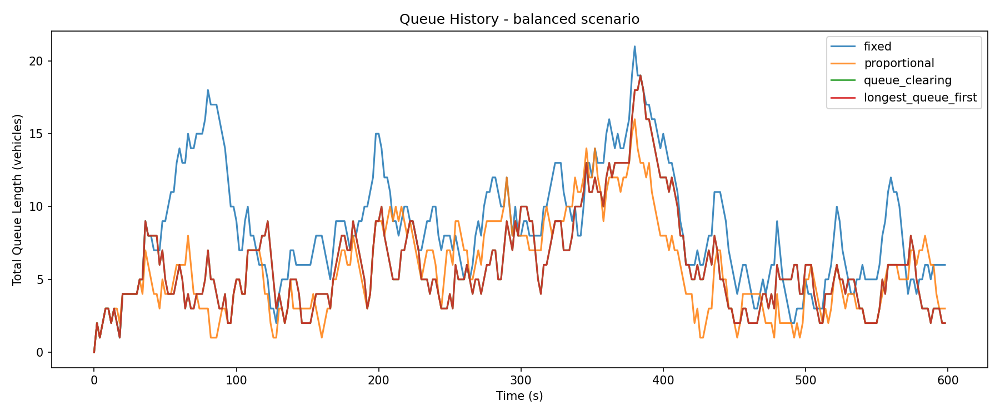 Queue History - balanced scenario
fixed
proportional
queue_clearing
longest_queue_first
Total Queue Length (vehicles)
20
15
10
5
0
0 100 200 300 400 500 600
Time (s)